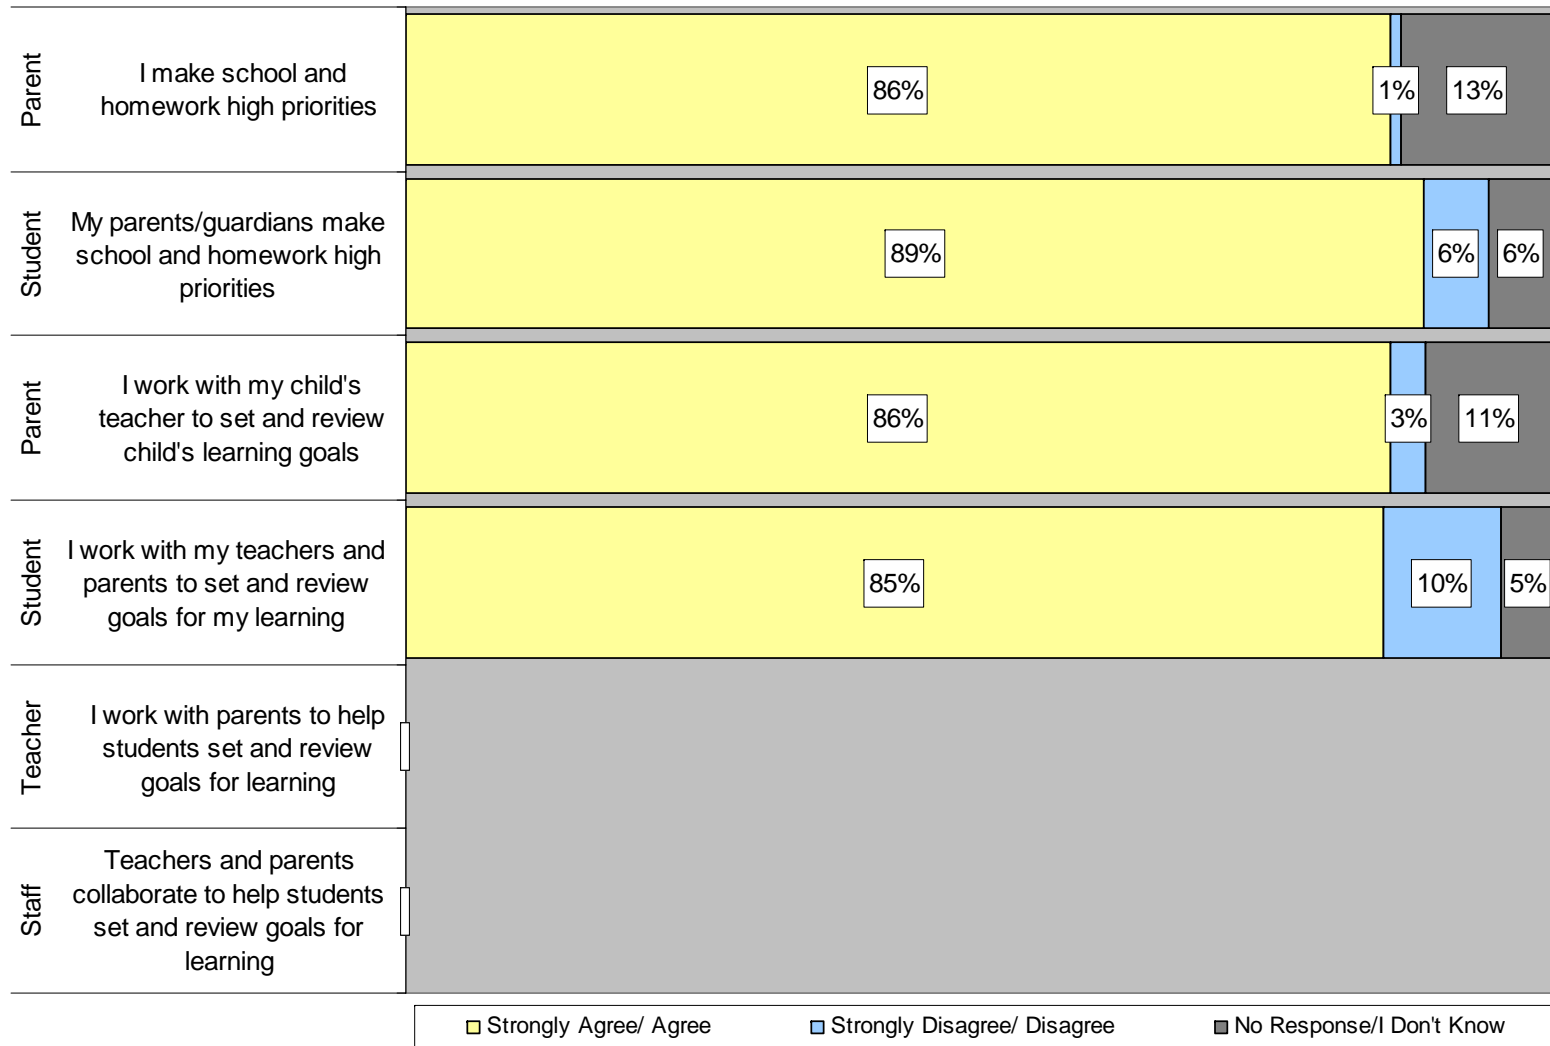 Parent
I make school and
homework high priorities
86%
1%
13%
Student
My parents/guardians make
school and homework high
priorities
89%
6%
6%
Parent
I work with my child's
teacher to set and review
child's learning goals
86%
3%
11%
Student
I work with my teachers and
parents to set and review
goals for my learning
85%
10%
5%
Teacher
I work with parents to help
students set and review
goals for learning
Staff
Teachers and parents
collaborate to help students
set and review goals for
learning
Strongly Agree/ Agree
Strongly Disagree/ Disagree
No Response/I Don't Know